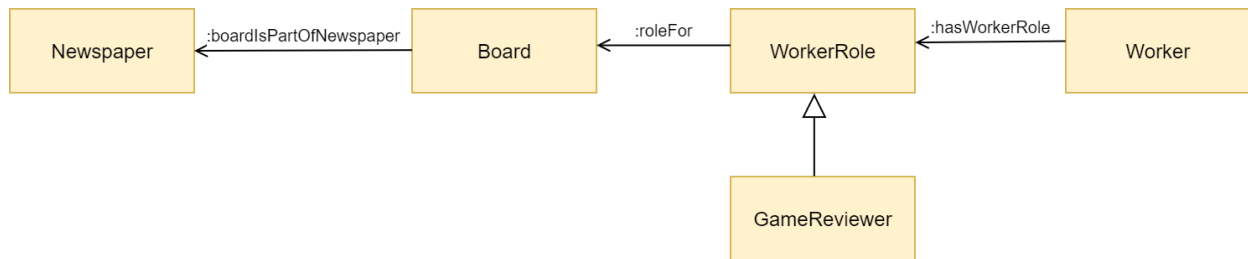 :boardIsPartOfNewspaper
:roleFor
:hasWorkerRole
Newspaper
Board
WorkerRole
Worker
GameReviewer